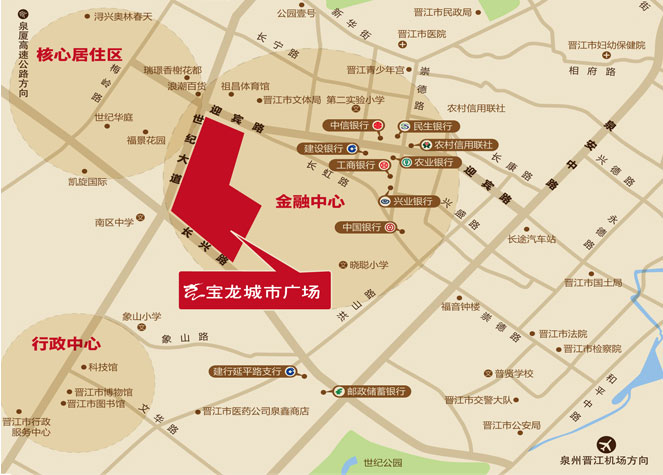 浔兴奥林春天
公园壹号
新华街
晋江市民政局
泉厦高速公路方向
核心居住区
长宁路
晋江市医院
晋江市妇幼保健院
瑞璟香榭花都
晋江青少年宫
崇德路
相府路
梅岭路
浪潮百货
祖昌体育馆
晋江市文体局
第二实验小学
农村信用联社
迎宾路
世纪大道
世纪华庭
中信银行
民生银行
泉安中路
福景花园
建设银行
农村信用联社
工商银行
农业银行
长虹路
长康路
兴德路
凯旋国际
迎宾路
金融中心
兴业银行
兴盛路
永德路
南区中学
中国银行
长兴路
长途汽车站
晓聪小学
晋江市国土局
宝龙城市广场
洪山路
福音钟楼
象山小学
崇德路
行政中心
象山路
晋江市法院
晋江市检察院
科技馆
建行延平路支行
普贤学校
和平中路
晋江市博物馆
邮政储蓄银行
晋江市图书馆
晋江市交警大队
晋江市行政服务中心
文华路
晋江市医药公司泉鑫商店
晋江市公安局
世纪公园
泉州晋江机场方向